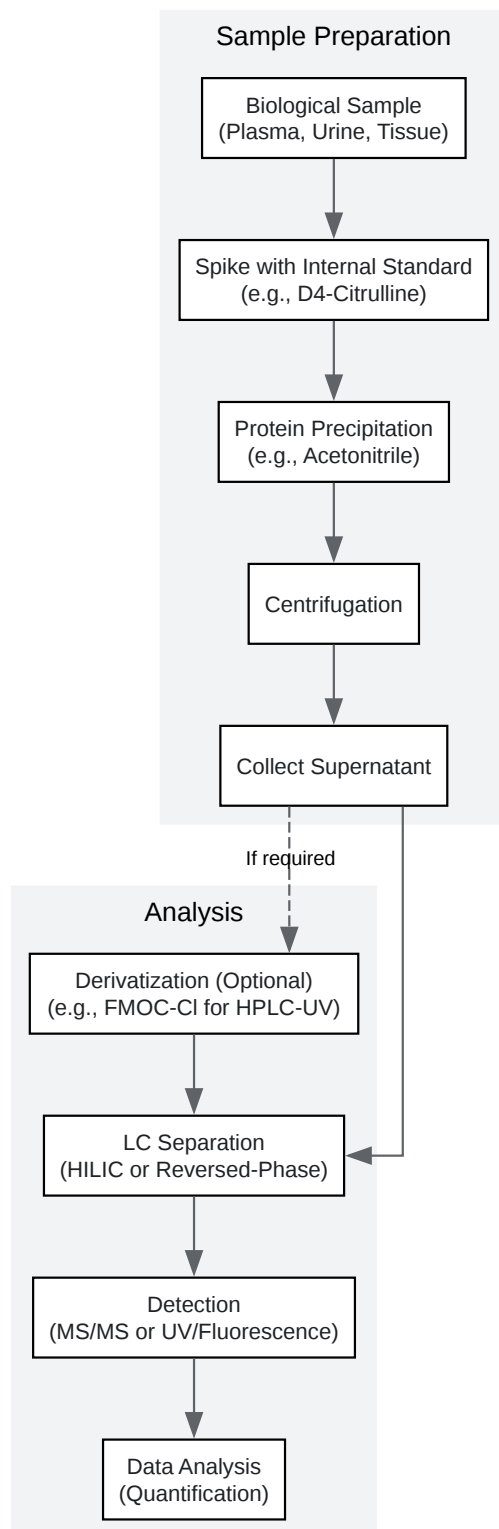 Sample Preparation
Biological Sample
(Plasma, Urine, Tissue)
Spike with Internal Standard
(e.g., D4-Citrulline)
Protein Precipitation
(e.g., Acetonitrile)
Centrifugation
Collect Supernatant
If required
Analysis
Derivatization (Optional)
(e.g., FMOC-Cl for HPLC-UV)
LC Separation
(HILIC or Reversed-Phase)
Detection
(MS/MS or UV/Fluorescence)
Data Analysis
(Quantification)